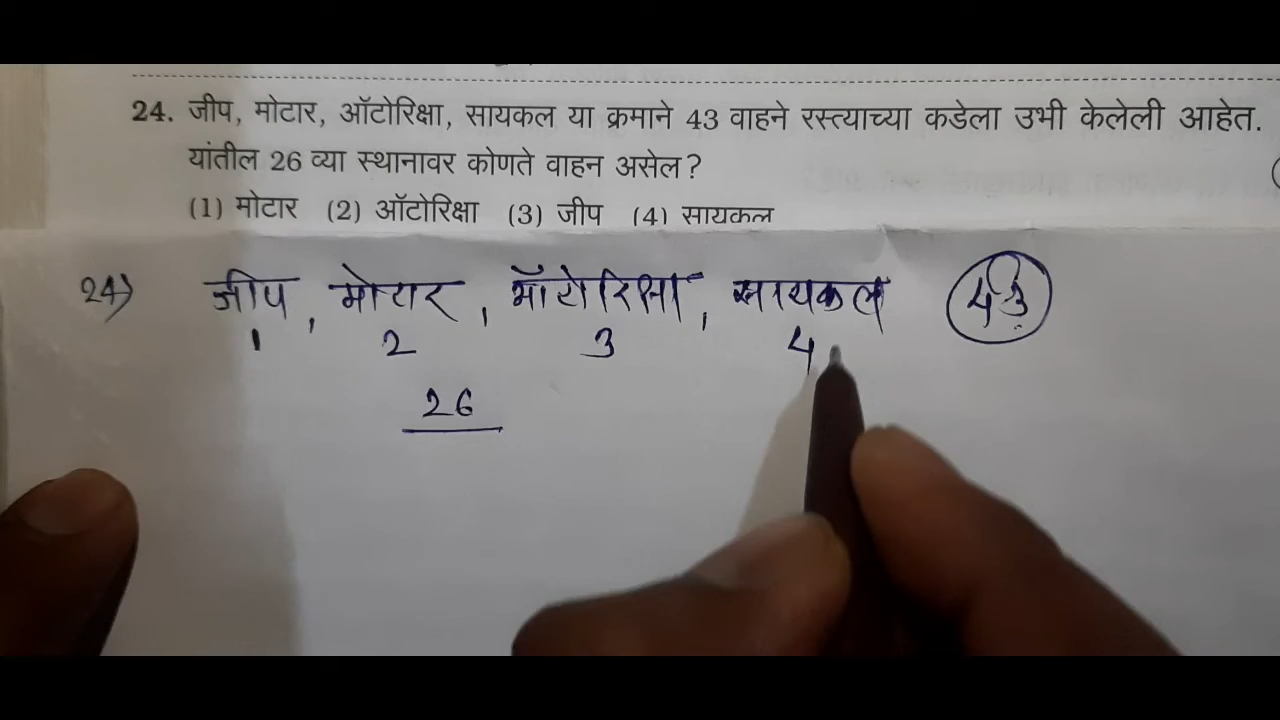 24. जीप, मोटार, ऑटोरिक्षा, सायकल या क्रमाने 43 वाहने रस्त्याच्या कडेला उभी केलेली आहेत.
यांतील 26 व्या स्थानावर कोणते वाहन असेल?
(1) मोटार (2) ऑटोरिक्षा (3) जीप (4) सायकल
24) जीप, मोटार, ऑटोरिक्षा, सायकल 43
1 2 3 4
26